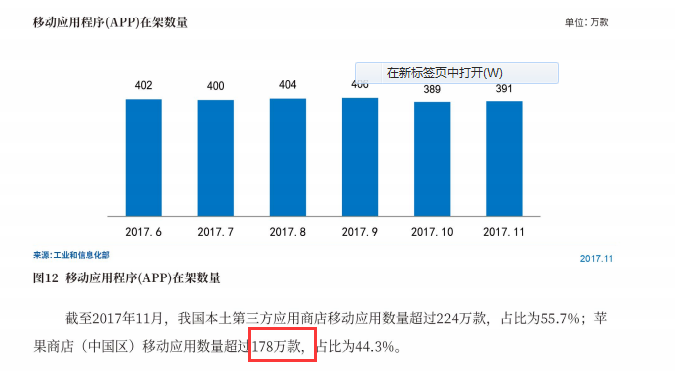 移动应用程序(APP)在架数量
单位：万款
在新标签页中打开(W)
402
400
404
406
389
391
2017.6
2017.7
2017.8
2017.9
2017.10
2017.11
来源：工业和信息化部
2017.11
图12 移动应用程序(APP)在架数量
截至2017年11月，我国本土第三方应用商店移动应用数量超过224万款，占比为55.7%；苹
果商店（中国区）移动应用数量超过178万款，占比为44.3%。